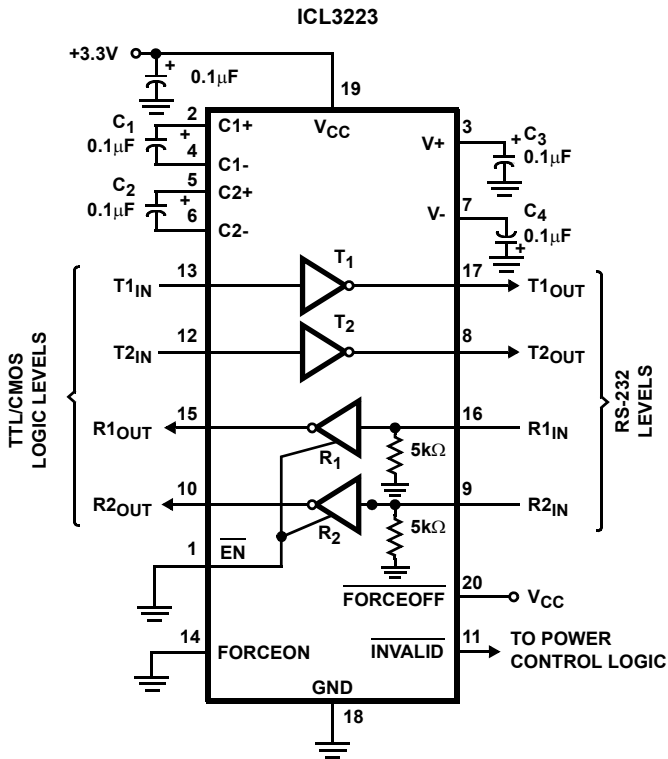 ICL3223
+3.3V
+
0.1μF
19
2
C1+
VCC
3
C1
0.1μF
+
4
C1-
V+
+
C3
0.1μF
5
C2
0.1μF
C2+
+
6
C2-
7
V-
C4
0.1μF
+
T1IN
13
T1
17
T1OUT
T2IN
12
T2
8
T2OUT
TTL/CMOS
LOGIC LEVELS
RS-232
LEVELS
R1OUT
15
R1
16
R1IN
5kΩ
R2OUT
10
R2
9
R2IN
5kΩ
1
EN
20
FORCEOFF
VCC
14
FORCEON
11
INVALID
TO POWER
CONTROL LOGIC
GND
18